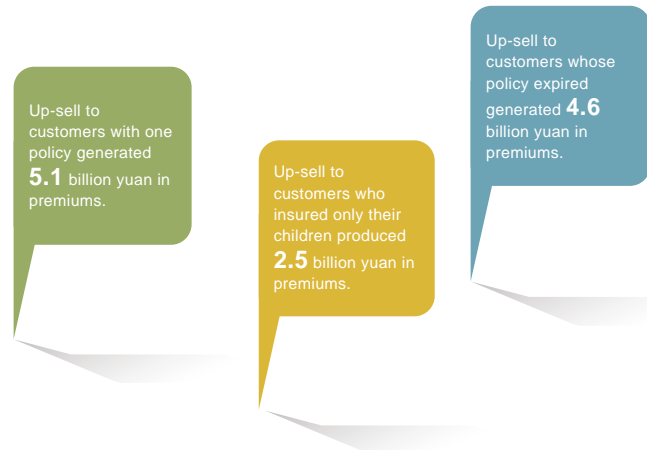 Up-sell to
customers with one
policy generated
5.1 billion yuan in
premiums.
Up-sell to
customers who
insured only their
children produced
2.5 billion yuan in
premiums.
Up-sell to
customers whose
policy expired
generated 4.6
billion yuan in
premiums.